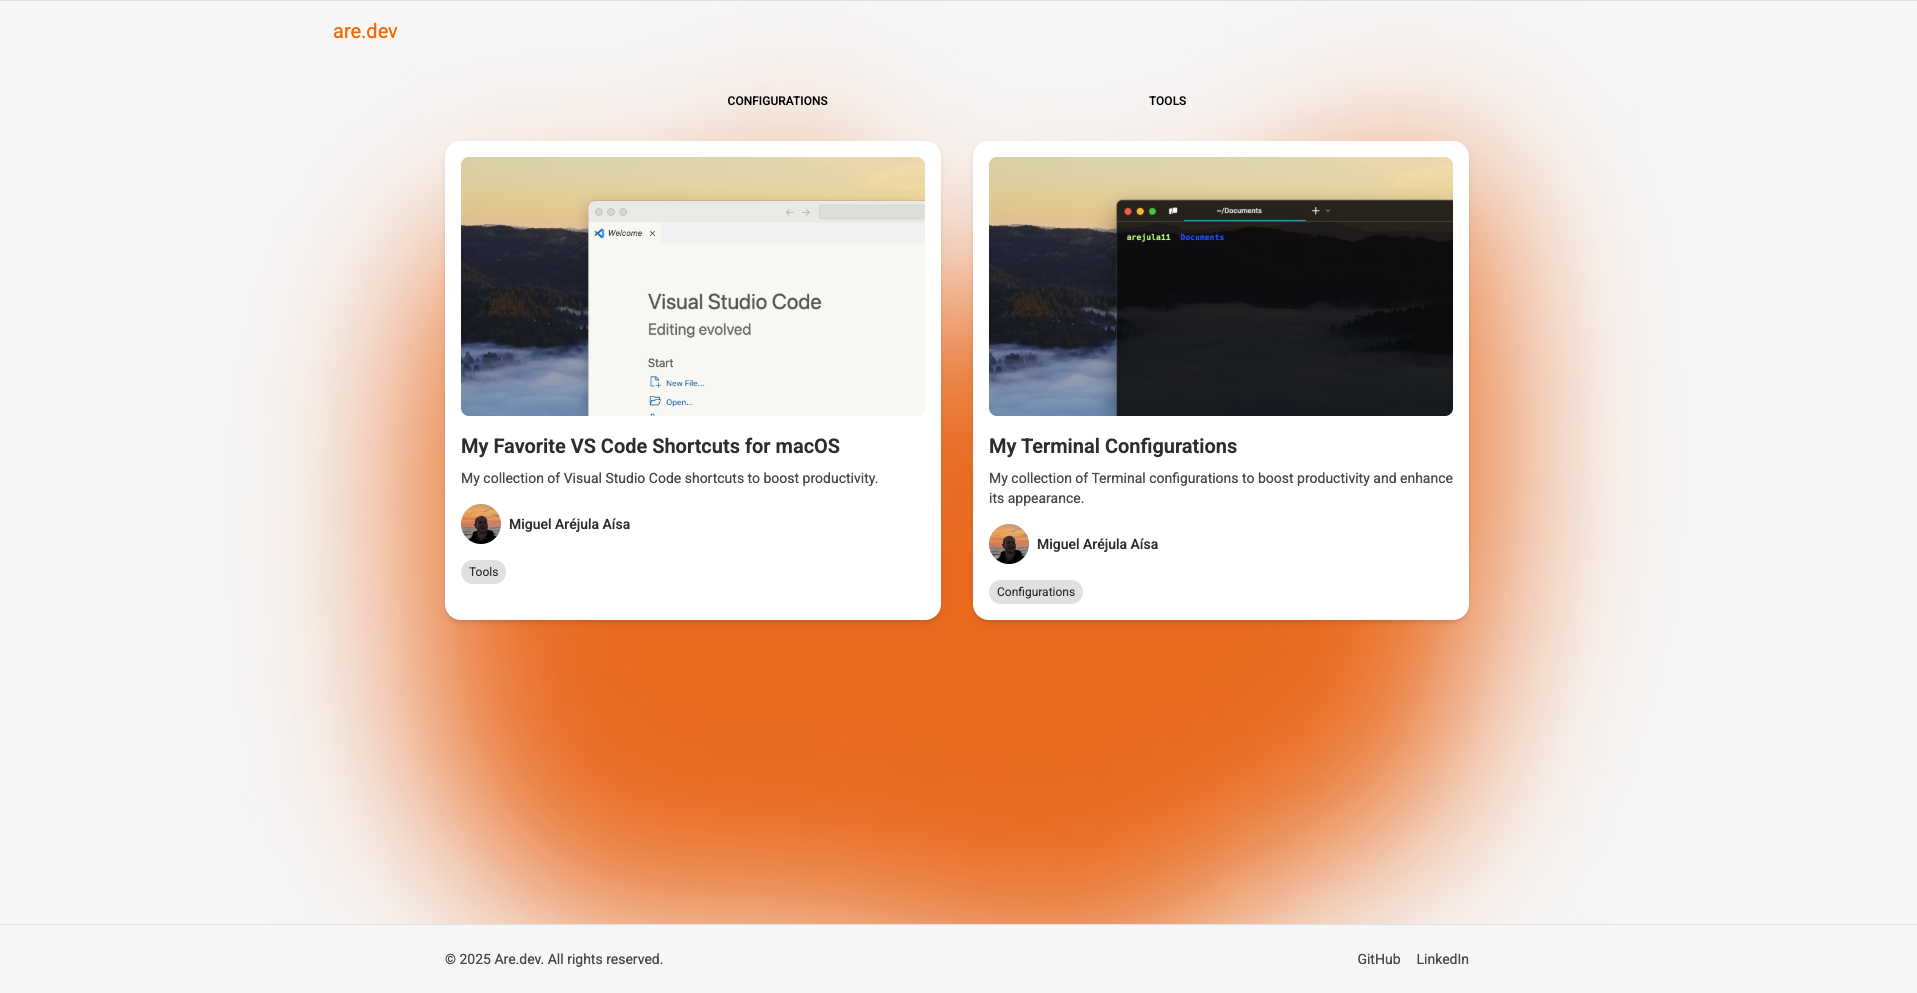 are.dev
CONFIGURATIONS
TOOLS
Welcome
Visual Studio Code
Editing evolved
Start
New File...
Open...
~/Documents
arejula11 Documents
My Favorite VS Code Shortcuts for macOS
My collection of Visual Studio Code shortcuts to boost productivity.
Miguel Aréjula Aísa
Tools
My Terminal Configurations
My collection of Terminal configurations to boost productivity and enhance
its appearance.
Miguel Aréjula Aísa
Configurations
© 2025 Are.dev. All rights reserved.
GitHub
LinkedIn